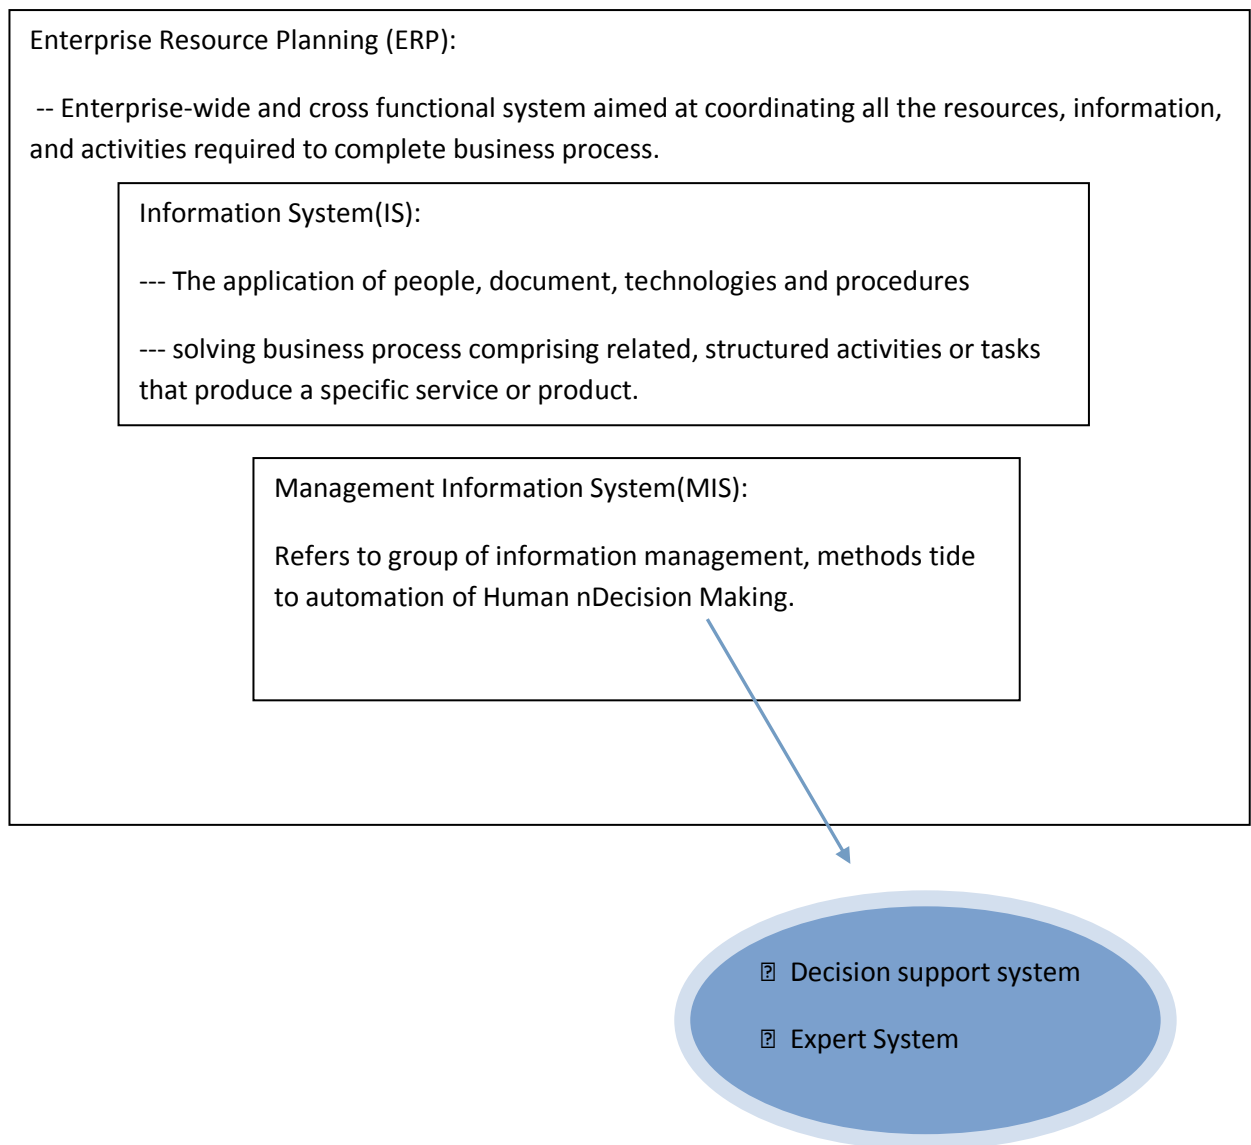 Enterprise Resource Planning (ERP):
-- Enterprise-wide and cross functional system aimed at coordinating all the resources, information,
and activities required to complete business process.
Information System(IS):
--- The application of people, document, technologies and procedures
--- solving business process comprising related, structured activities or tasks
that produce a specific service or product.
Management Information System(MIS):
Refers to group of information management, methods tide
to automation of Human nDecision Making.
Decision support system
Expert System